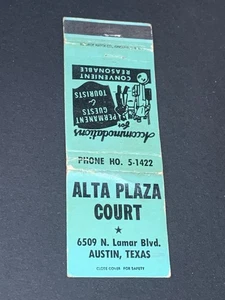 Accommodations
for
PERMANENT
GUESTS
& TOURISTS
CONVENIENT
REASONABLE
PHONE NO. 5-1422
ALTA PLAZA
COURT
6509 N. Lamar Blvd.
AUSTIN, TEXAS
CLOSE COVER FOR SAFETY